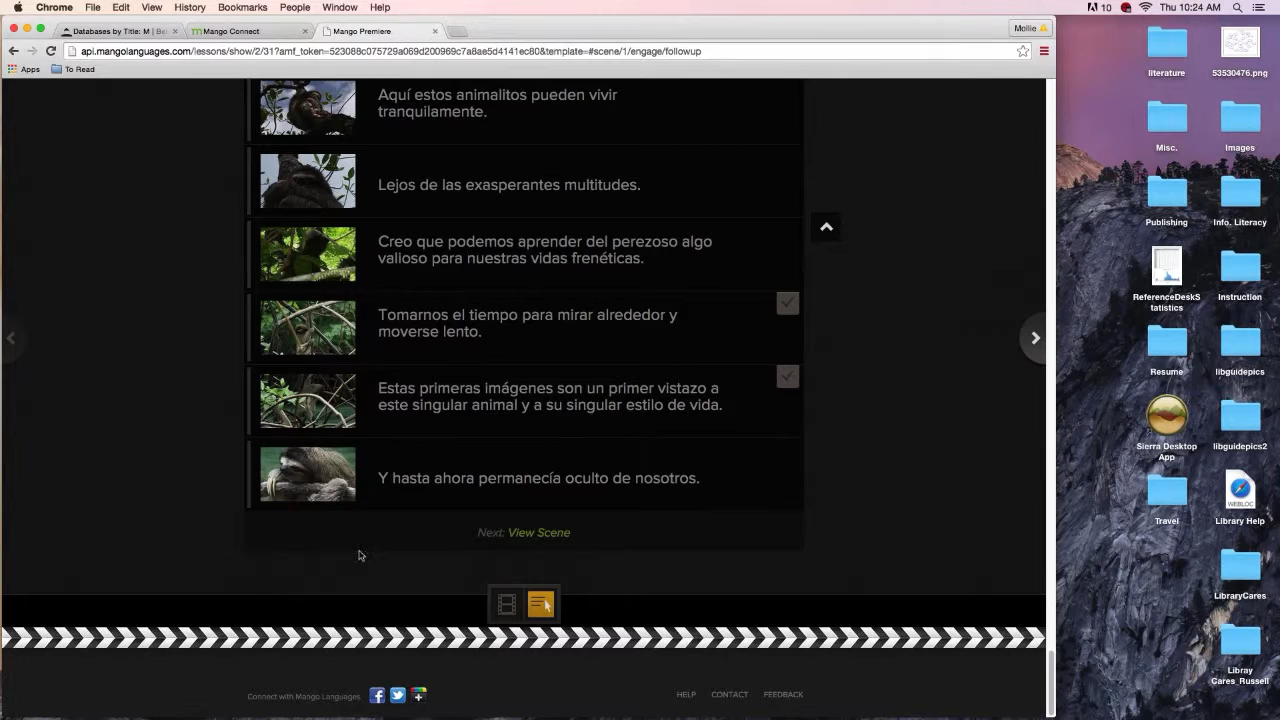 Chrome File Edit View History Bookmarks People Window Help
10 Thu 10:24 AM
Databases by Title: M | Be
Mango Connect
Mango Premiere
Mollie
api.mangolanguages.com/lessons/show/2/31?amf_token=523088c075729a069d200969c7a8ae5d4141ec80&template=#scene/1/engage/followup
Apps To Read
Aquí estos animalitos pueden vivir
tranquilamente.
Lejos de las exasperantes multitudes.
Creo que podemos aprender del perezoso algo
valioso para nuestras vidas frenéticas.
Tomarnos el tiempo para mirar alrededor y
moverse lento.
Estas primeras imágenes son un primer vistazo a
este singular animal y a su singular estilo de vida.
Y hasta ahora permanecía oculto de nosotros.
Next: View Scene
Connect with Mango Languages
HELP CONTACT FEEDBACK
literature
53530476.png
Misc.
Images
Publishing
Info. Literacy
ReferenceDeskS
tatistics
Instruction
Resume
libguidepics
Sierra Desktop
App
libguidepics2
Travel
WEBLOC
Library Help
LibraryCares
Libray
Cares_Russell